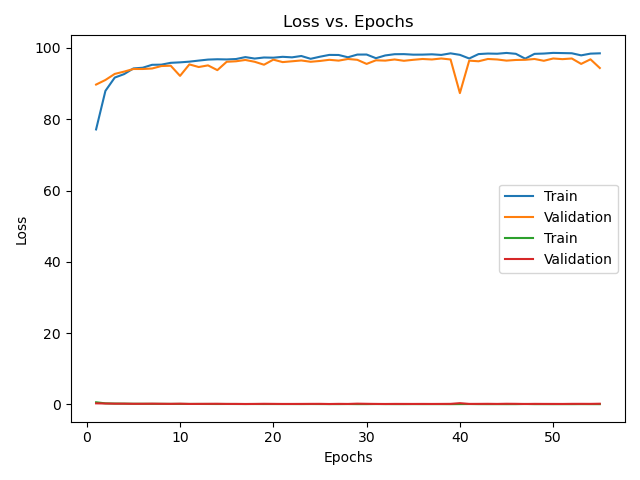 Loss vs. Epochs
100
80
60
40
20
0
Loss
Train
Validation
Train
Validation
0 10 20 30 40 50
Epochs